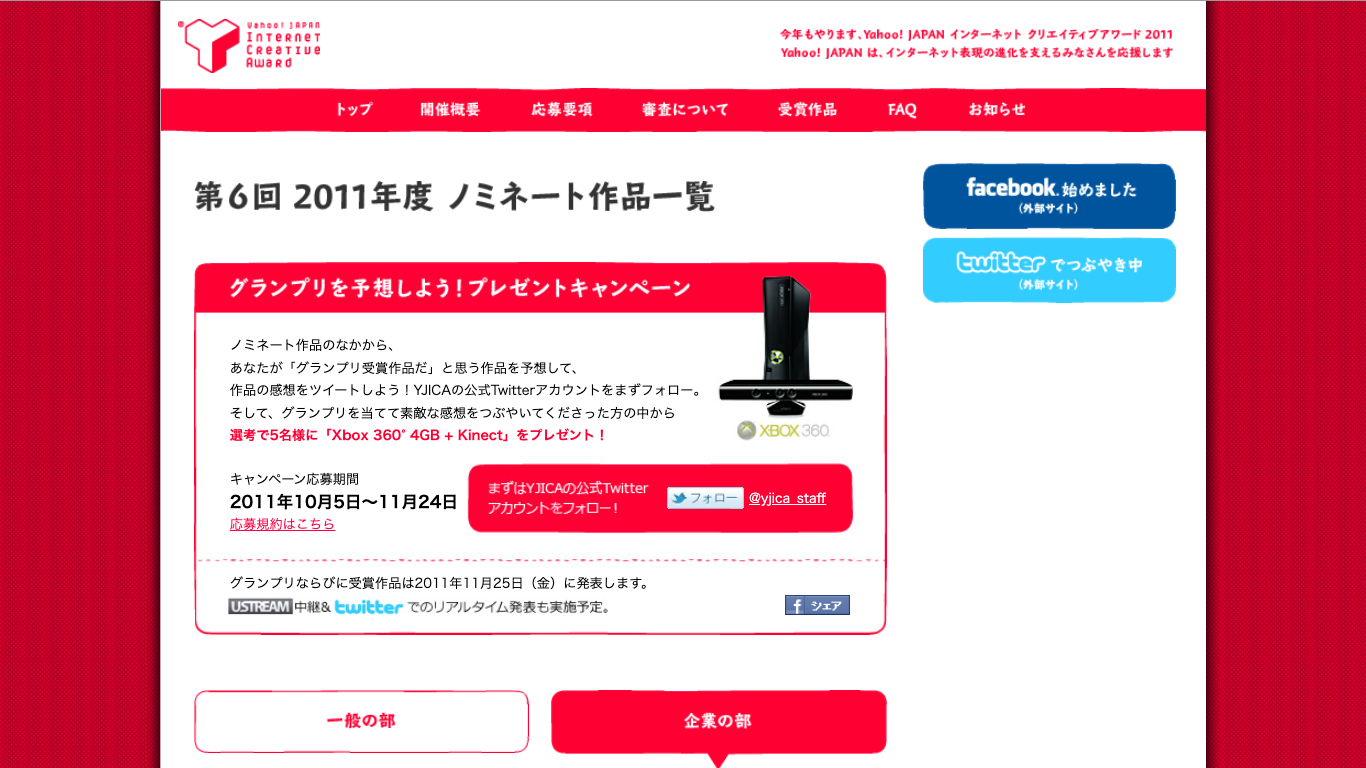 Yahoo! JAPAN
Internet
Creative
Award
今年もやります、Yahoo! JAPAN インターネット クリエイティブアワード 2011
Yahoo! JAPAN は、インターネット表現の進化を支えるみなさんを応援します
トップ 開催概要 応募要項 審査について 受賞作品 FAQ お知らせ
第6回 2011年度 ノミネート作品一覧
facebook.始めました
(外部サイト)
twitter でつぶやき中
(外部サイト)
グランプリを予想しよう!プレゼントキャンペーン
ノミネート作品のなかから、
あなたが「グランプリ受賞作品だ」と思う作品を予想して、
作品の感想をツイートしよう！YJICAの公式Twitterアカウントをまずフォロー。
そして、グランプリを当てて素敵な感想をつぶやいてくださった方の中から
選考で5名様に「Xbox 360® 4GB + Kinect」をプレゼント！
XBOX 360
キャンペーン応募期間
2011年10月5日〜11月24日
応募規約はこちら
まずはYJICAの公式Twitter
アカウントをフォロー！
フォロー @yjica_staff
グランプリならびに受賞作品は2011年11月25日（金）に発表します。
USTREAM 中継& twitter でのリアルタイム発表も実施予定。
f シェア
一般の部 企業の部